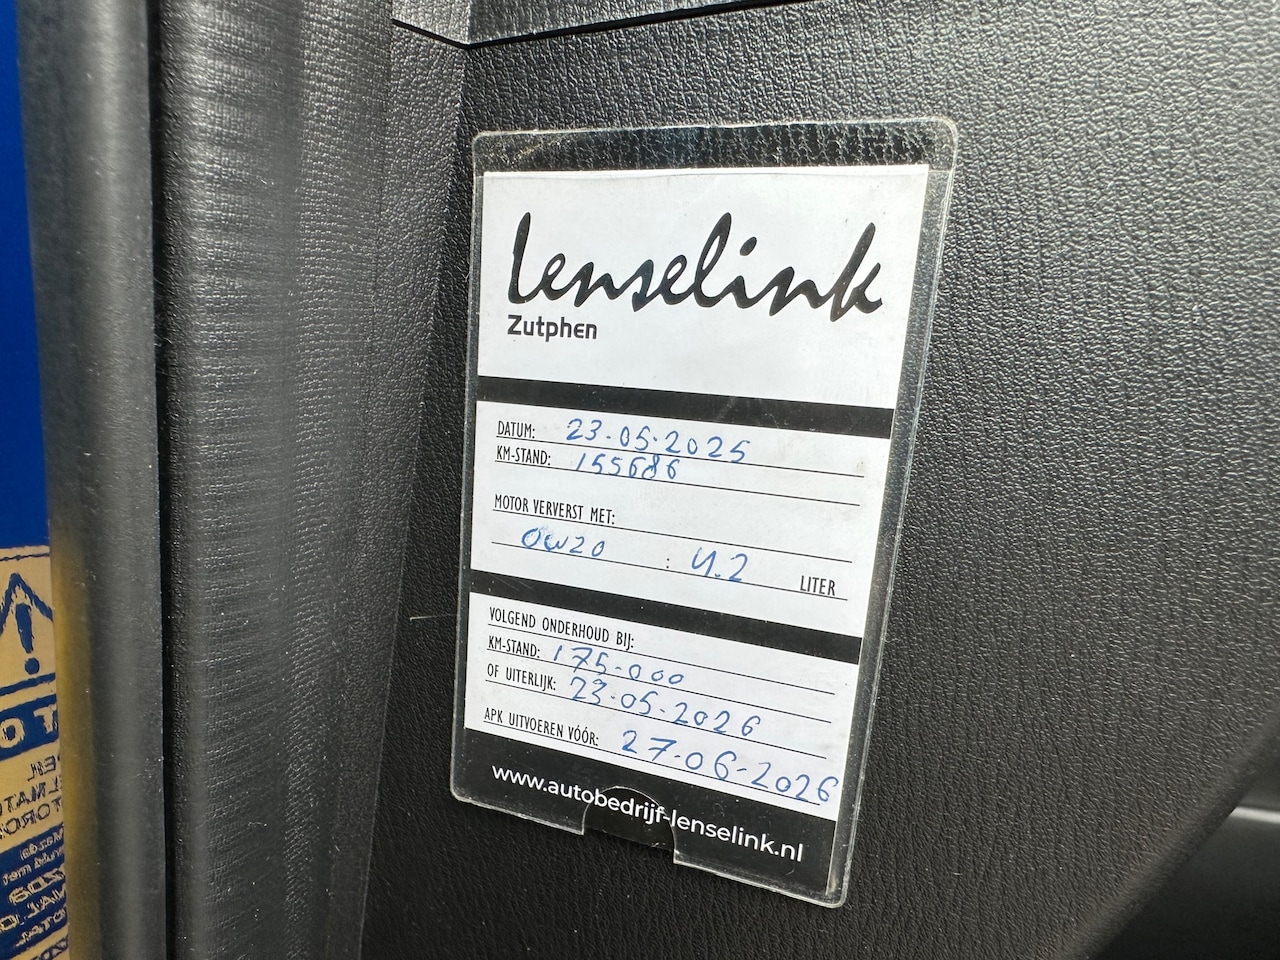 Lenselink
Zutphen
DATUM: 23-05-2025
KM-STAND: 155686
MOTOR VERVERST MET:
0W20 : 4.2 LITER
VOLGEND ONDERHOUD BIJ:
KM-STAND: 175-000
OF UITERLIJK: 23-05-2026
APK UITVOEREN VÓÓR: 27-06-2026
www.autobedrijf-lenselink.nl